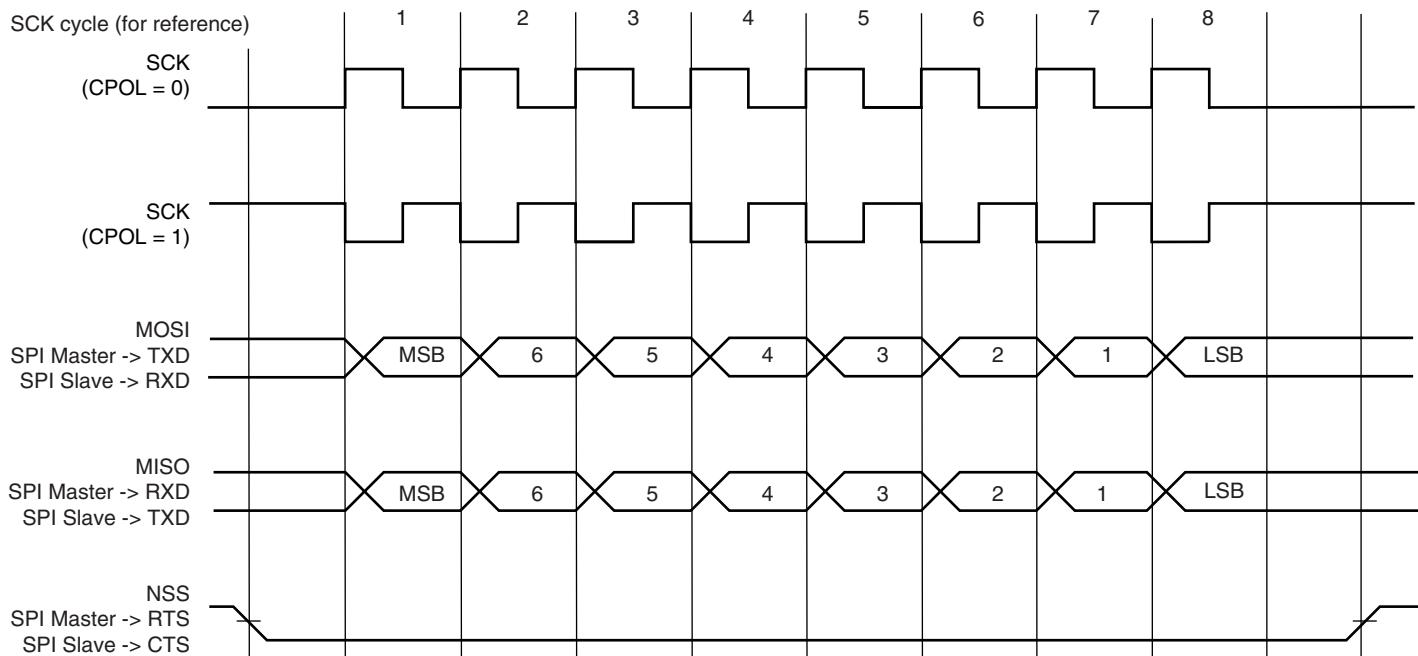 SCK cycle (for reference)
1 2 3 4 5 6 7 8
SCK
(CPOL = 0)
SCK
(CPOL = 1)
MOSI
SPI Master -> TXD
SPI Slave -> RXD
MSB 6 5 4 3 2 1 LSB
MISO
SPI Master -> RXD
SPI Slave -> TXD
MSB 6 5 4 3 2 1 LSB
NSS
SPI Master -> RTS
SPI Slave -> CTS